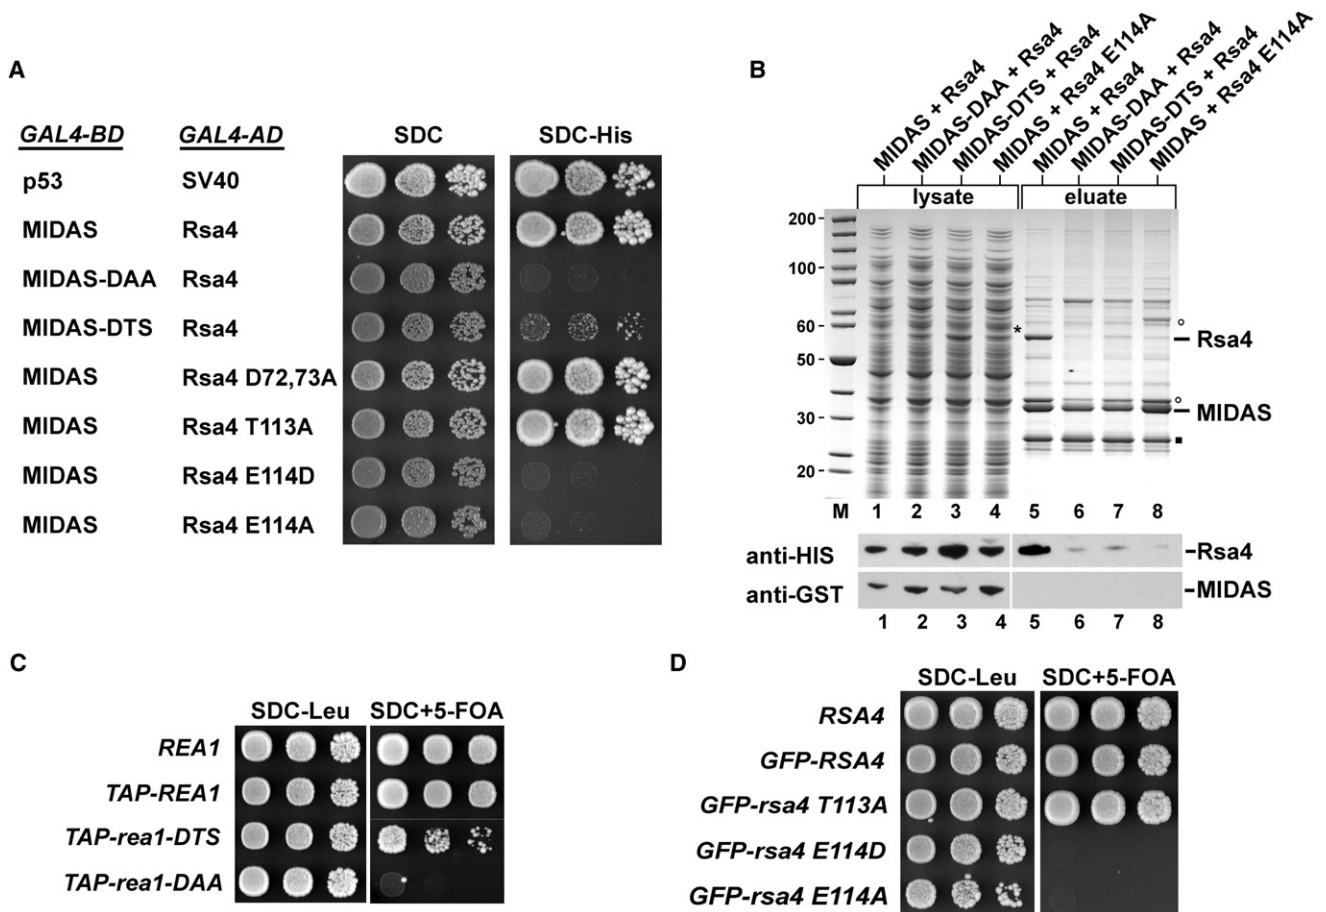 A
GAL4-BD GAL4-AD SDC SDC-His
p53 SV40
MIDAS Rsa4
MIDAS-DAA Rsa4
MIDAS-DTS Rsa4
MIDAS Rsa4 D72,73A
MIDAS Rsa4 T113A
MIDAS Rsa4 E114D
MIDAS Rsa4 E114A
B
MIDAS + Rsa4
MIDAS-DAA + Rsa4
MIDAS-DTS + Rsa4
MIDAS + Rsa4 E114A
MIDAS + Rsa4
MIDAS-DAA + Rsa4
MIDAS-DTS + Rsa4
MIDAS + Rsa4 E114A
lysate eluate
200
100
60 *
Rsa4
50
MIDAS
30
20
M 1 2 3 4 5 6 7 8
anti-HIS Rsa4
anti-GST MIDAS
1 2 3 4 5 6 7 8
C
SDC-Leu SDC+5-FOA
REA1
TAP-REA1
TAP-rea1-DTS
TAP-rea1-DAA
D
SDC-Leu SDC+5-FOA
RSA4
GFP-RSA4
GFP-rsa4 T113A
GFP-rsa4 E114D
GFP-rsa4 E114A